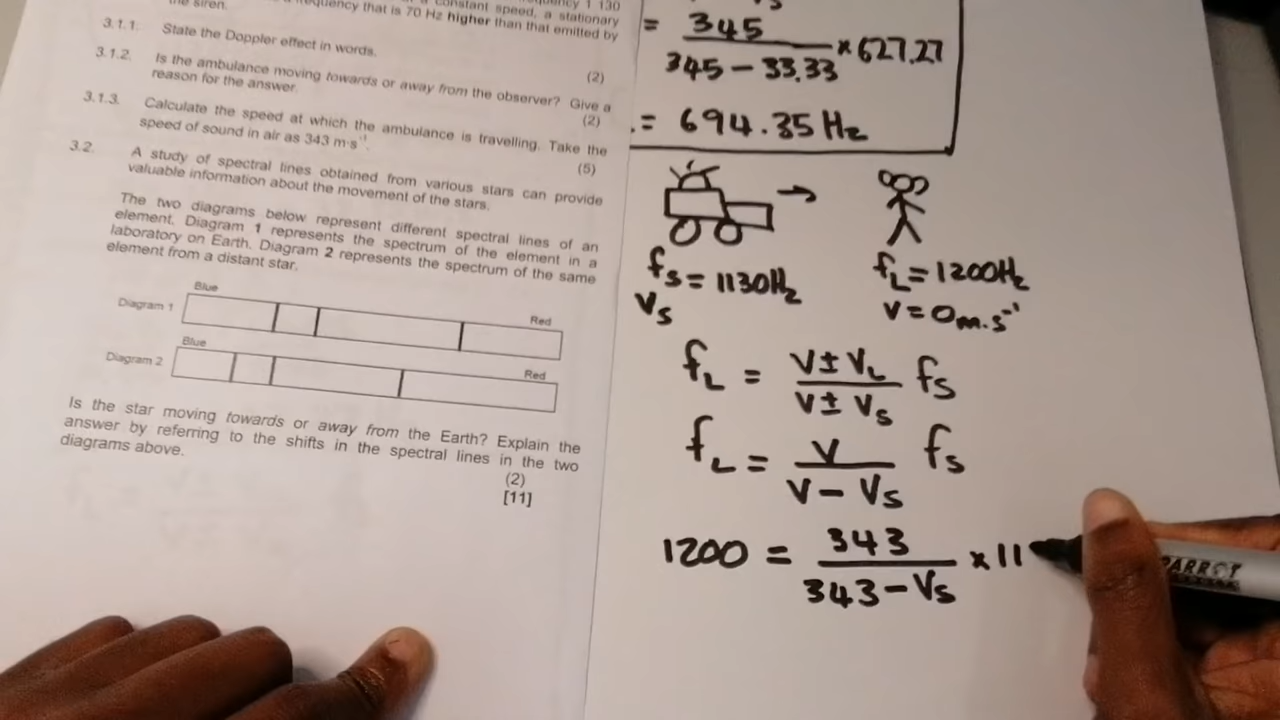 quency 1 130
constant speed, a stationary
frequency that is 70 Hz higher than that emitted by
the siren.
3.1.1: State the Doppler effect in words.
(2)
3.1.2. Is the ambulance moving towards or away from the observer? Give a
reason for the answer.
(2)
3.1.3. Calculate the speed at which the ambulance is travelling. Take the
speed of sound in air as 343 m·s⁻¹.
(5)
3.2. A study of spectral lines obtained from various stars can provide
valuable information about the movement of the stars.
The two diagrams below represent different spectral lines of an
element. Diagram 1 represents the spectrum of the element in a
laboratory on Earth. Diagram 2 represents the spectrum of the same
element from a distant star.
Blue
Diagram 1
Red
Blue
Diagram 2
Red
Is the star moving towards or away from the Earth? Explain the
answer by referring to the shifts in the spectral lines in the two
diagrams above.
(2)
[11]
= 345 / 345 - 33.33 × 627.27
= 694.35 Hz
fs = 1130Hz
Vs
fL = 1200Hz
V = 0 m.s⁻¹
fL = V ± VL / V ± Vs fs
fL = V / V - Vs fs
1200 = 343 / 343 - Vs × 11
PARROT